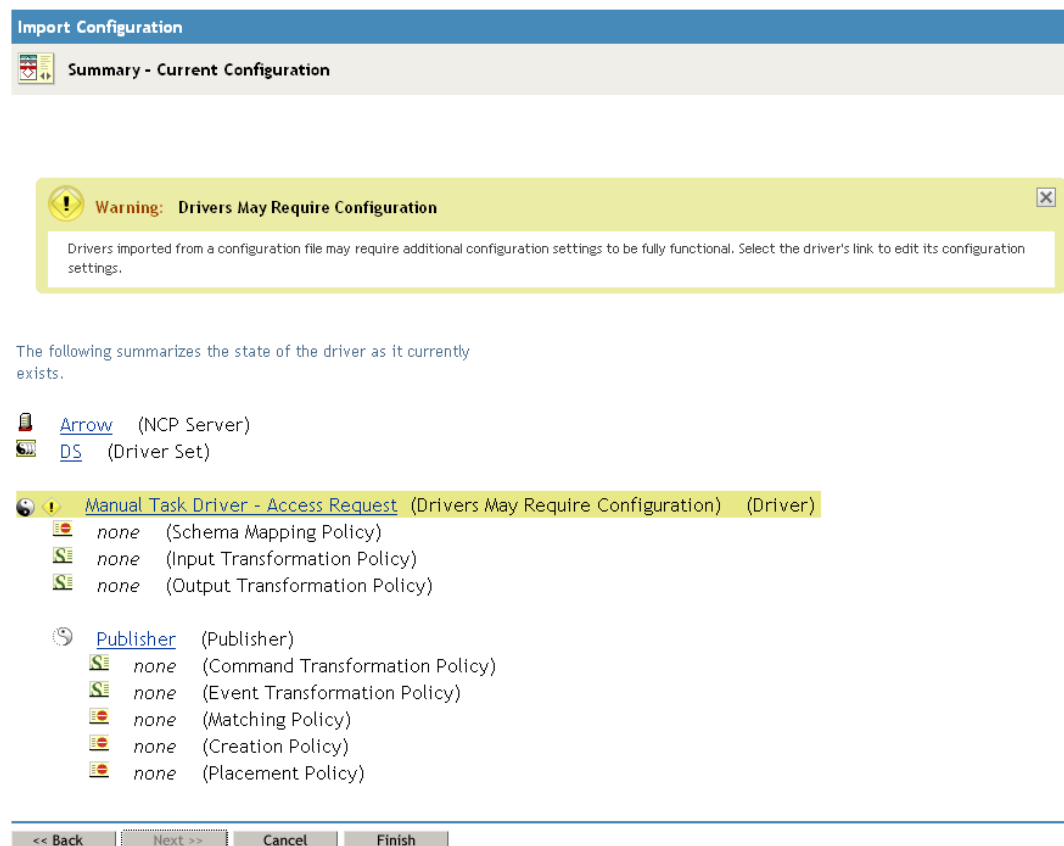 Import Configuration
Summary - Current Configuration
Warning: Drivers May Require Configuration
Drivers imported from a configuration file may require additional configuration settings to be fully functional. Select the driver's link to edit its configuration
settings.
The following summarizes the state of the driver as it currently
exists.
Arrow (NCP Server)
DS (Driver Set)
Manual Task Driver - Access Request (Drivers May Require Configuration) (Driver)
none (Schema Mapping Policy)
none (Input Transformation Policy)
none (Output Transformation Policy)
Publisher (Publisher)
none (Command Transformation Policy)
none (Event Transformation Policy)
none (Matching Policy)
none (Creation Policy)
none (Placement Policy)
<< Back Next >> Cancel Finish